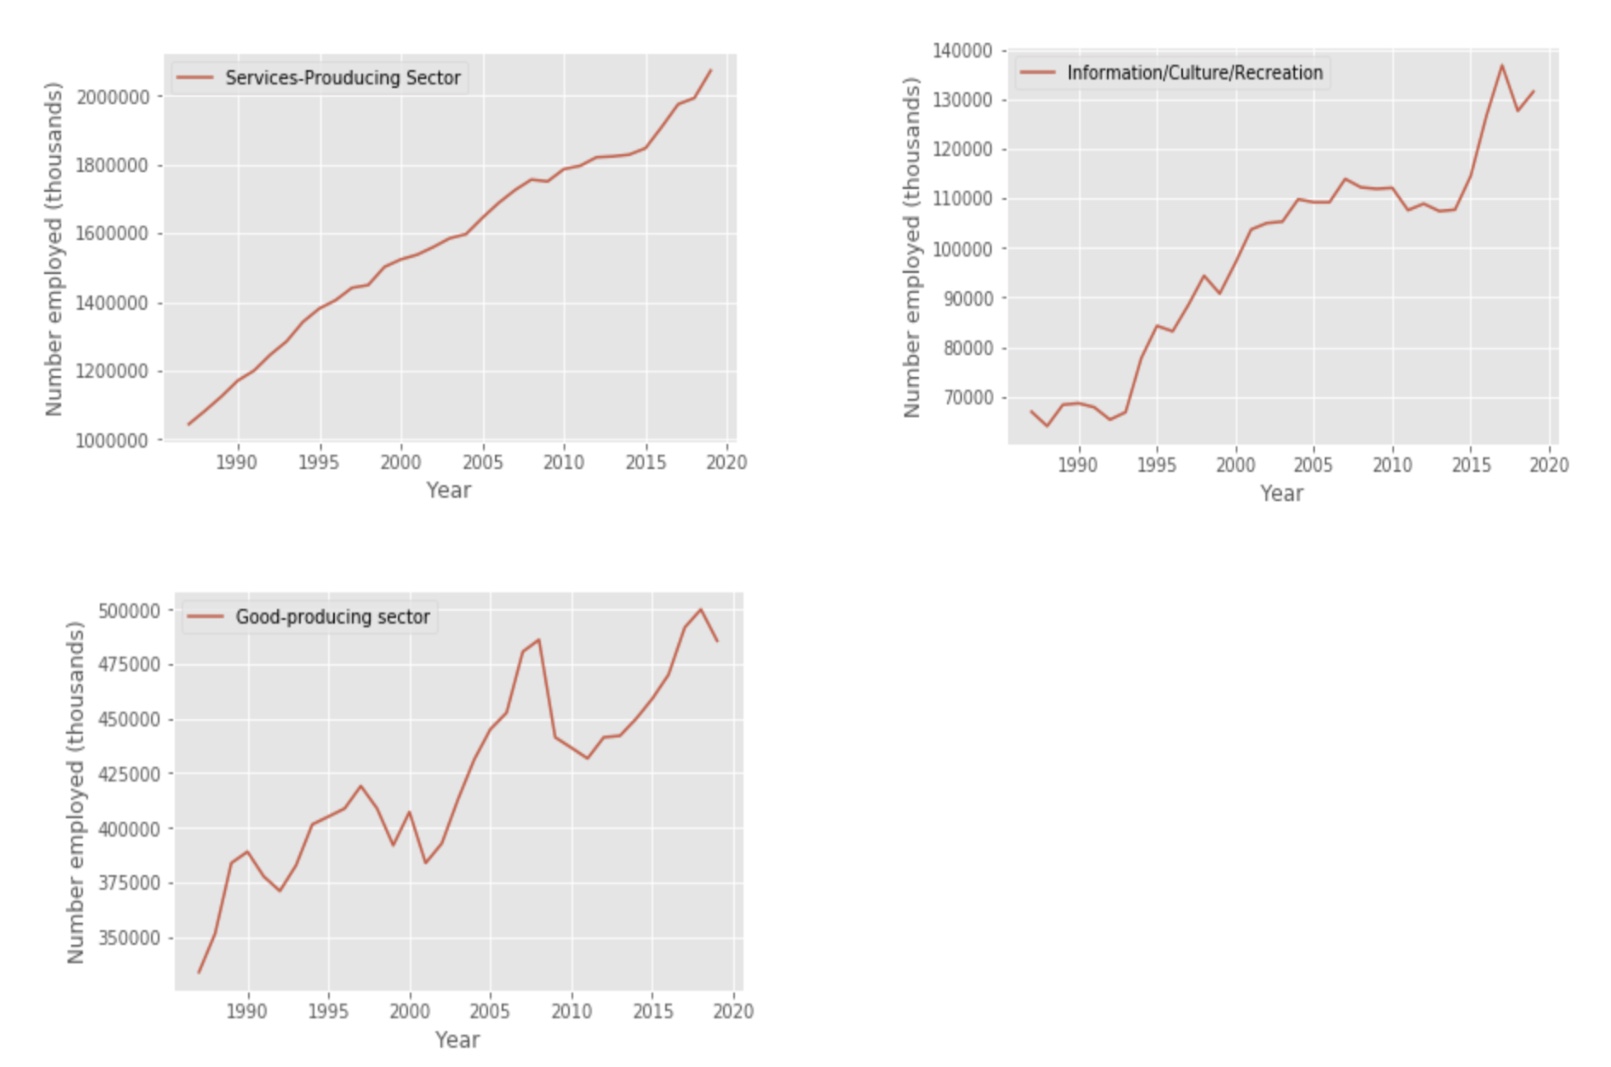 Services-Prouducing Sector
Number employed (thousands)
2000000
1800000
1600000
1400000
1200000
1000000
1990 1995 2000 2005 2010 2015 2020
Year
Information/Culture/Recreation
Number employed (thousands)
140000
130000
120000
110000
100000
90000
80000
70000
1990 1995 2000 2005 2010 2015 2020
Year
Good-producing sector
Number employed (thousands)
500000
475000
450000
425000
400000
375000
350000
1990 1995 2000 2005 2010 2015 2020
Year